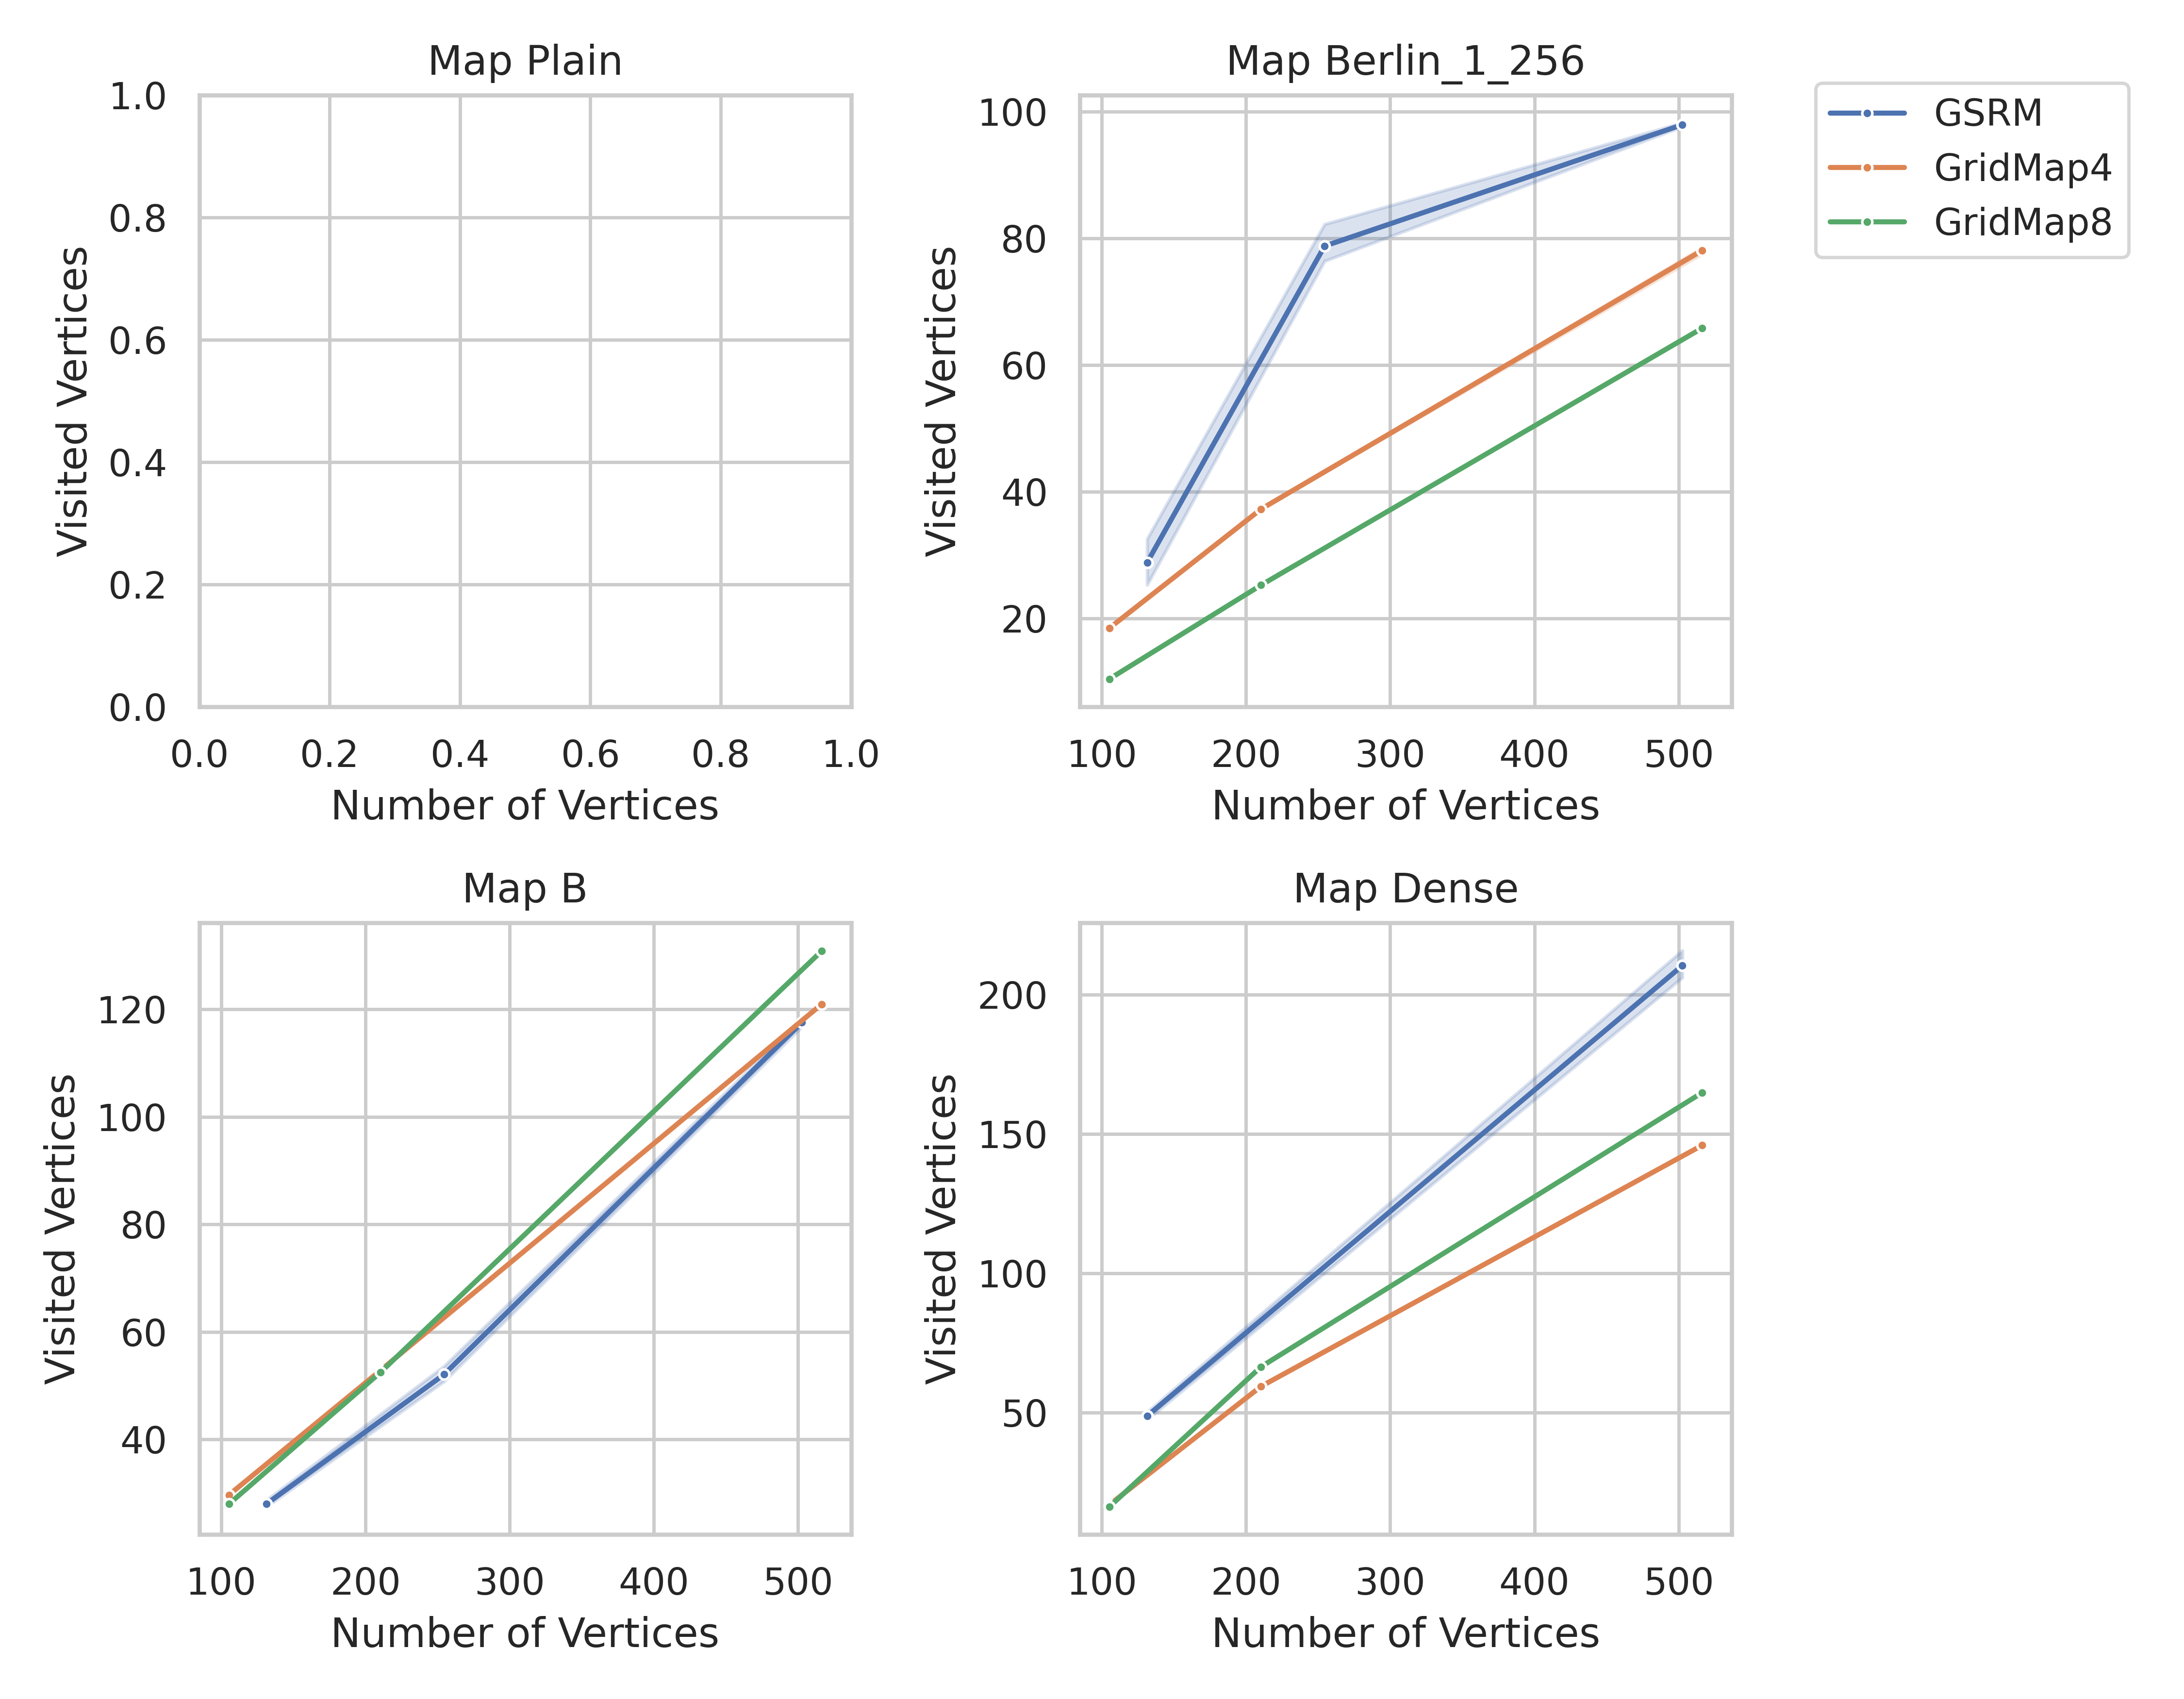 Map Plain
1.0
0.8
0.6
0.4
0.2
0.0
Visited Vertices
0.0 0.2 0.4 0.6 0.8 1.0
Number of Vertices
Map Berlin_1_256
100
80
60
40
20
Visited Vertices
100 200 300 400 500
Number of Vertices
GSRM
GridMap4
GridMap8
Map B
120
100
80
60
40
Visited Vertices
100 200 300 400 500
Number of Vertices
Map Dense
200
150
100
50
Visited Vertices
100 200 300 400 500
Number of Vertices